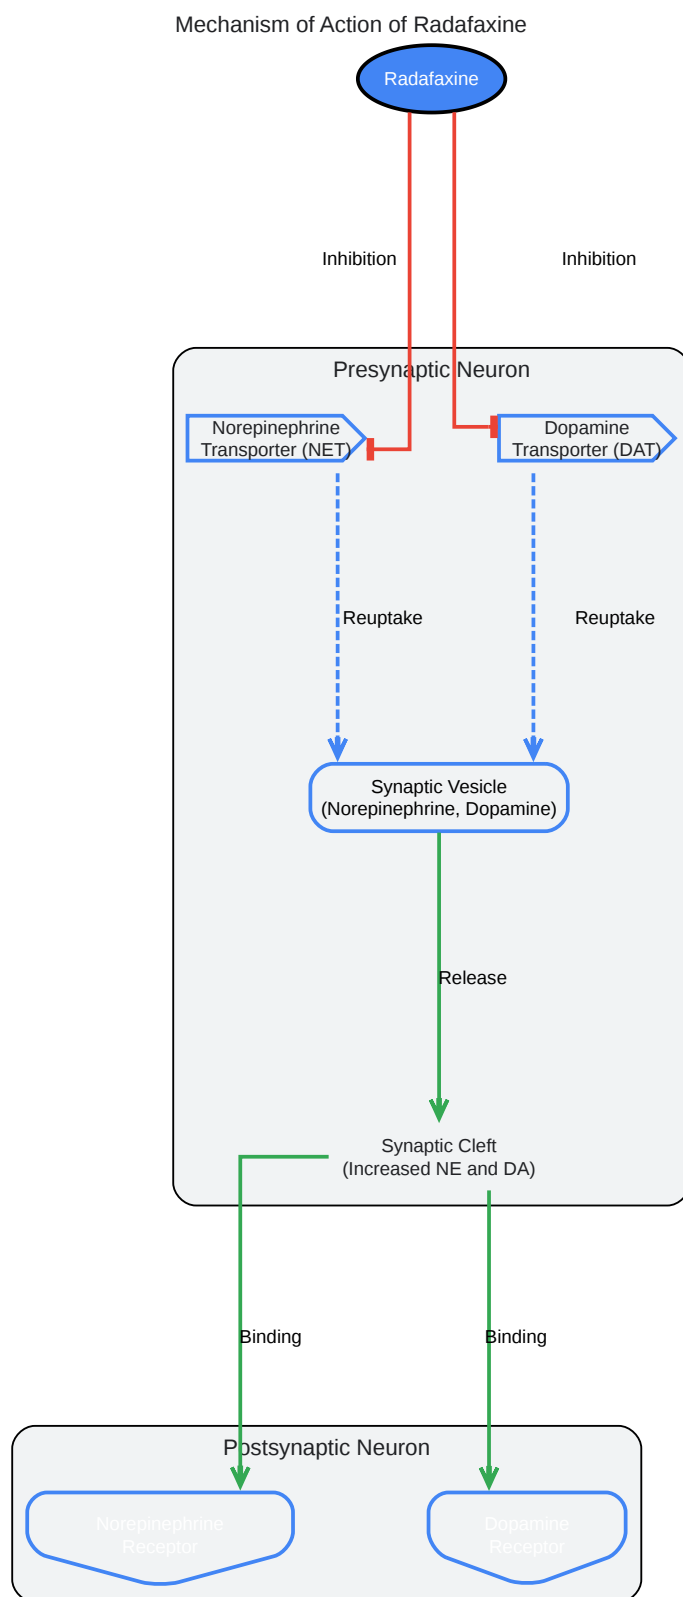 Mechanism of Action of Radafaxine
Radafaxine
Inhibition
Inhibition
Presynaptic Neuron
Norepinephrine
Transporter (NET)
Dopamine
Transporter (DAT)
Reuptake
Reuptake
Synaptic Vesicle
(Norepinephrine, Dopamine)
Release
Synaptic Cleft
(Increased NE and DA)
Binding
Binding
Postsynaptic Neuron
Norepinephrine
Receptor
Dopamine
Receptor